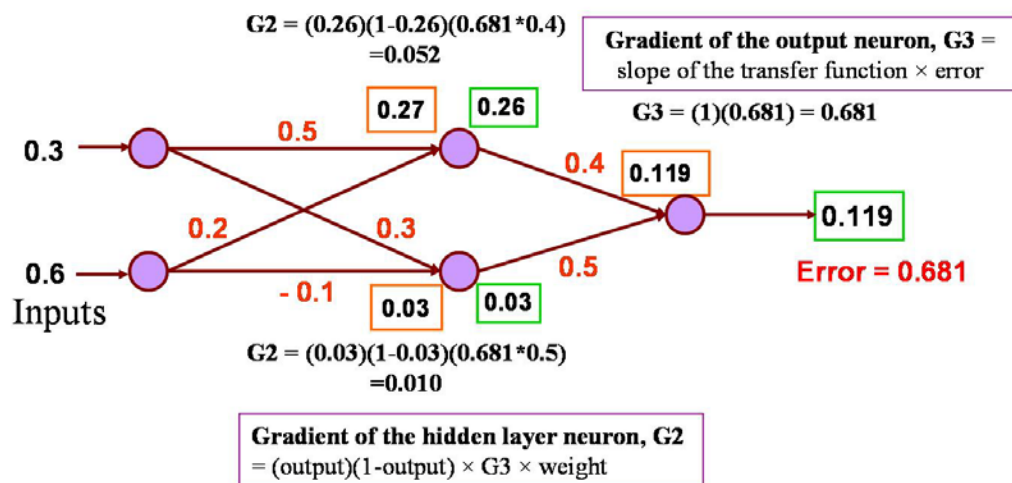 G2 = (0.26)(1-0.26)(0.681*0.4)
=0.052
Gradient of the output neuron, G3 =
slope of the transfer function × error
G3 = (1)(0.681) = 0.681
0.27
0.26
0.3
0.5
0.4
0.119
0.2
0.3
0.119
0.6
0.5
Error = 0.681
Inputs
- 0.1
0.03
0.03
G2 = (0.03)(1-0.03)(0.681*0.5)
=0.010
Gradient of the hidden layer neuron, G2
= (output)(1-output) × G3 × weight